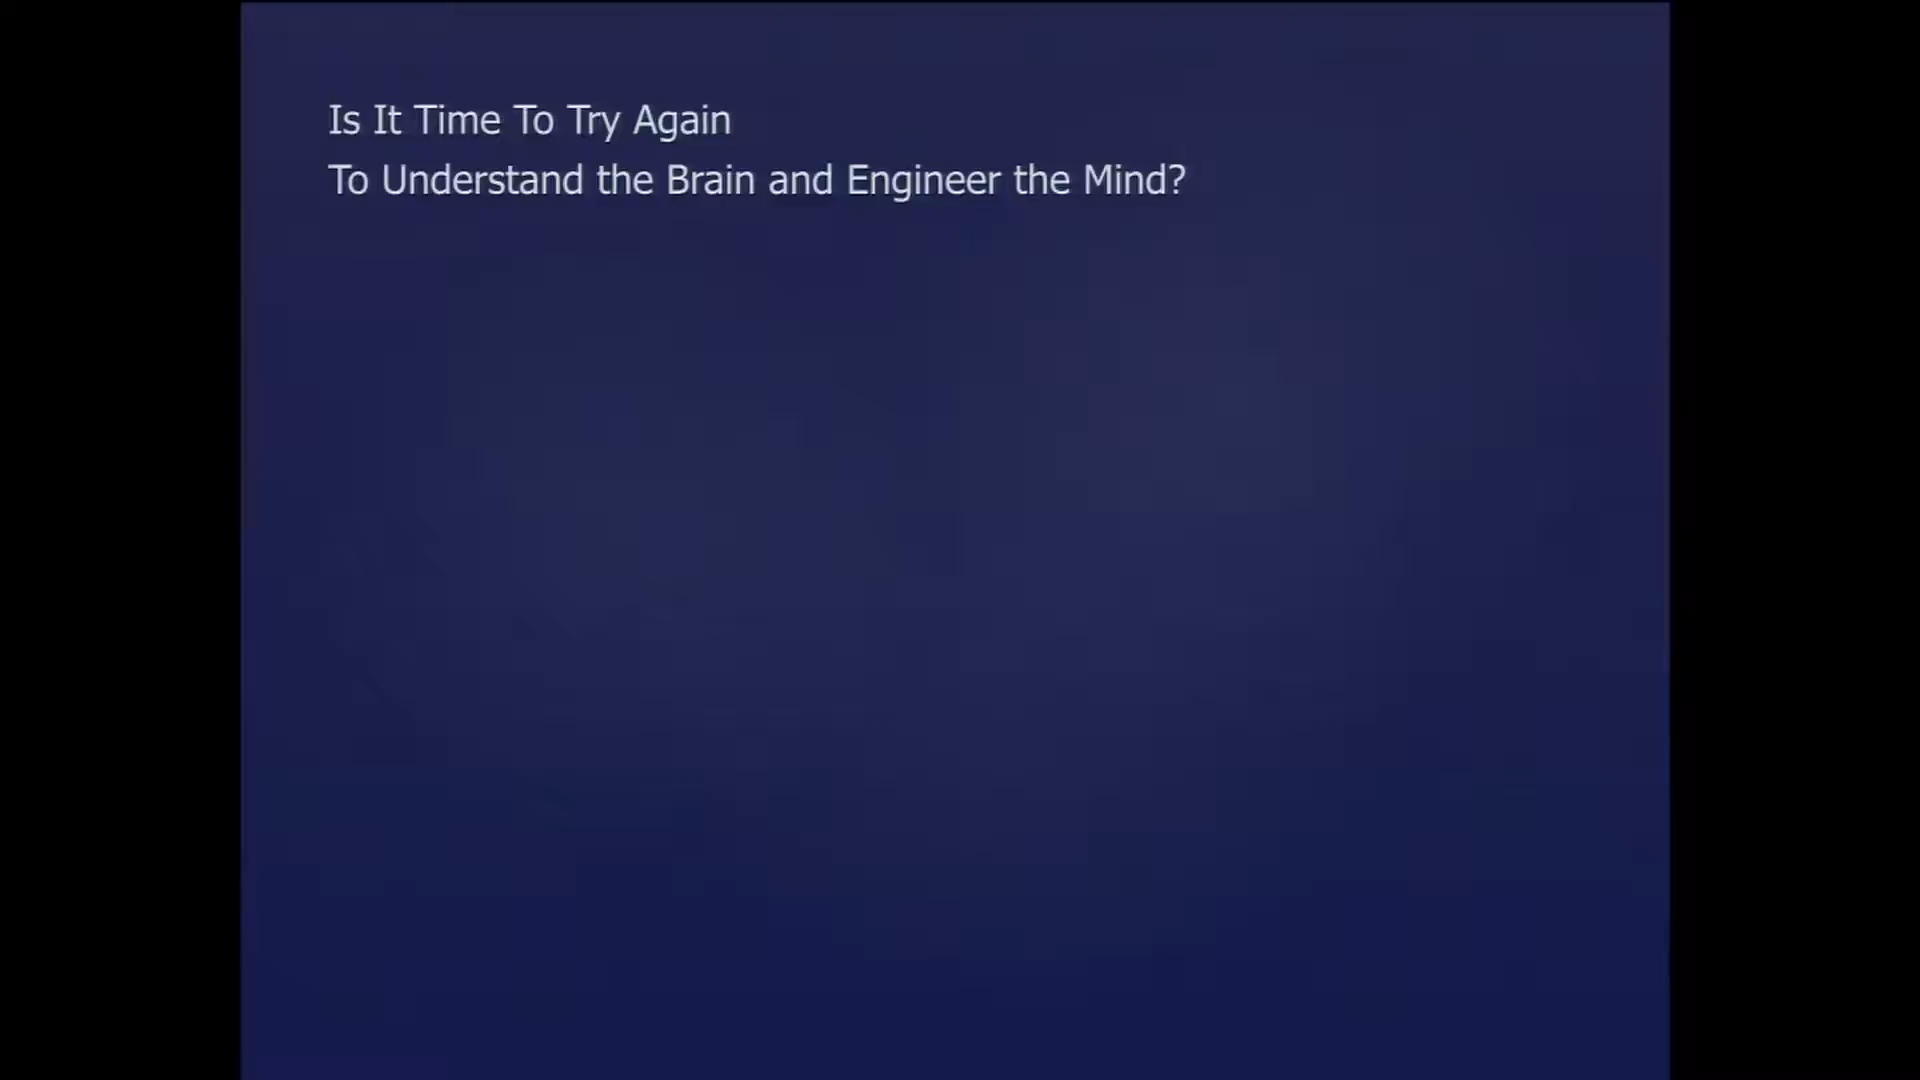 Is It Time To Try Again
To Understand the Brain and Engineer the Mind?